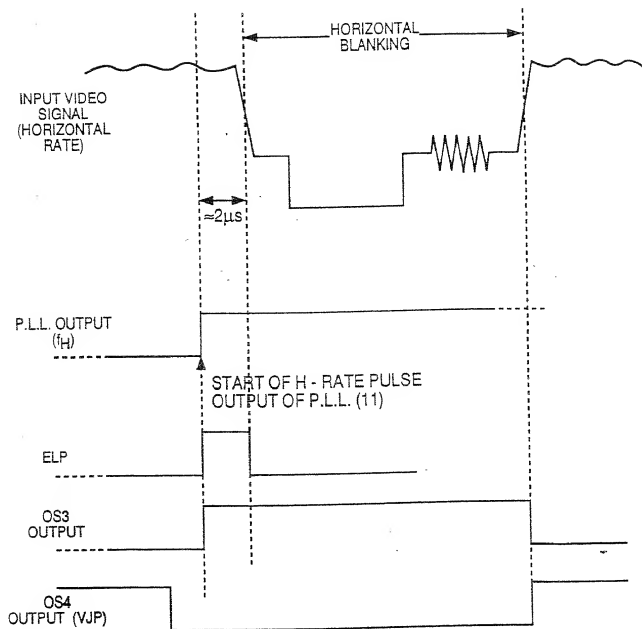 HORIZONTAL
BLANKING
INPUT VIDEO
SIGNAL
(HORIZONTAL
RATE)
≈2µs
P.L.L. OUTPUT
(fH)
START OF H - RATE PULSE
OUTPUT OF P.L.L. (11)
ELP
OS3
OUTPUT
OS4
OUTPUT (VJP)